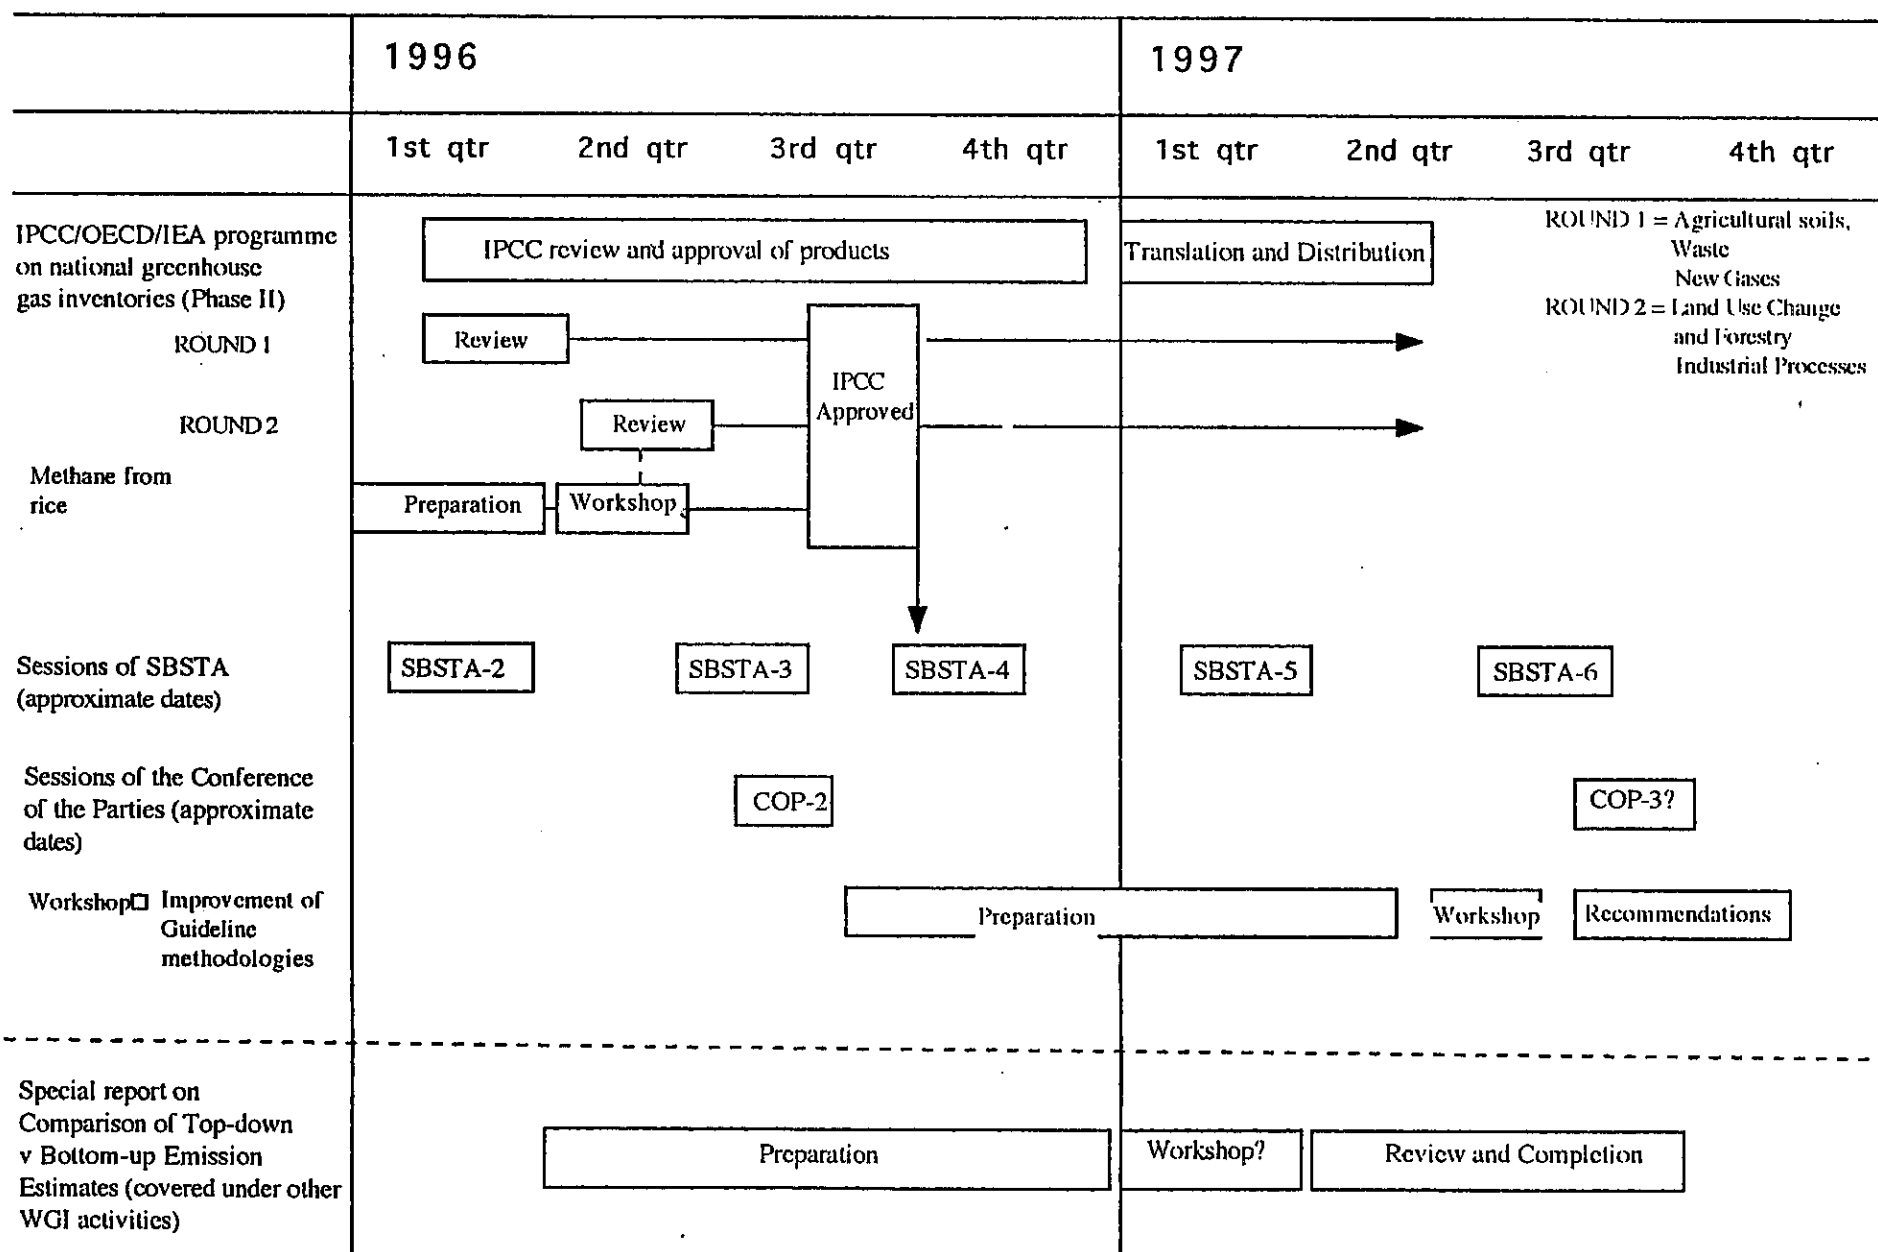 1996 1997
1st qtr 2nd qtr 3rd qtr 4th qtr 1st qtr 2nd qtr 3rd qtr 4th qtr
IPCC/OECD/IEA programme
on national greenhouse
gas inventories (Phase II)
IPCC review and approval of products
Translation and Distribution
ROUND 1 = Agricultural soils,
Waste
New Gases
ROUND 2 = Land Use Change
and Forestry
Industrial Processes
ROUND 1
Review
IPCC
Approved
ROUND 2
Review
Methane from
rice
Preparation
Workshop
Sessions of SBSTA
(approximate dates)
SBSTA-2
SBSTA-3
SBSTA-4
SBSTA-5
SBSTA-6
Sessions of the Conference
of the Parties (approximate
dates)
COP-2
COP-3?
Workshop Improvement of
Guideline
methodologies
Preparation
Workshop
Recommendations
Special report on
Comparison of Top-down
v Bottom-up Emission
Estimates (covered under other
WGI activities)
Preparation
Workshop?
Review and Completion